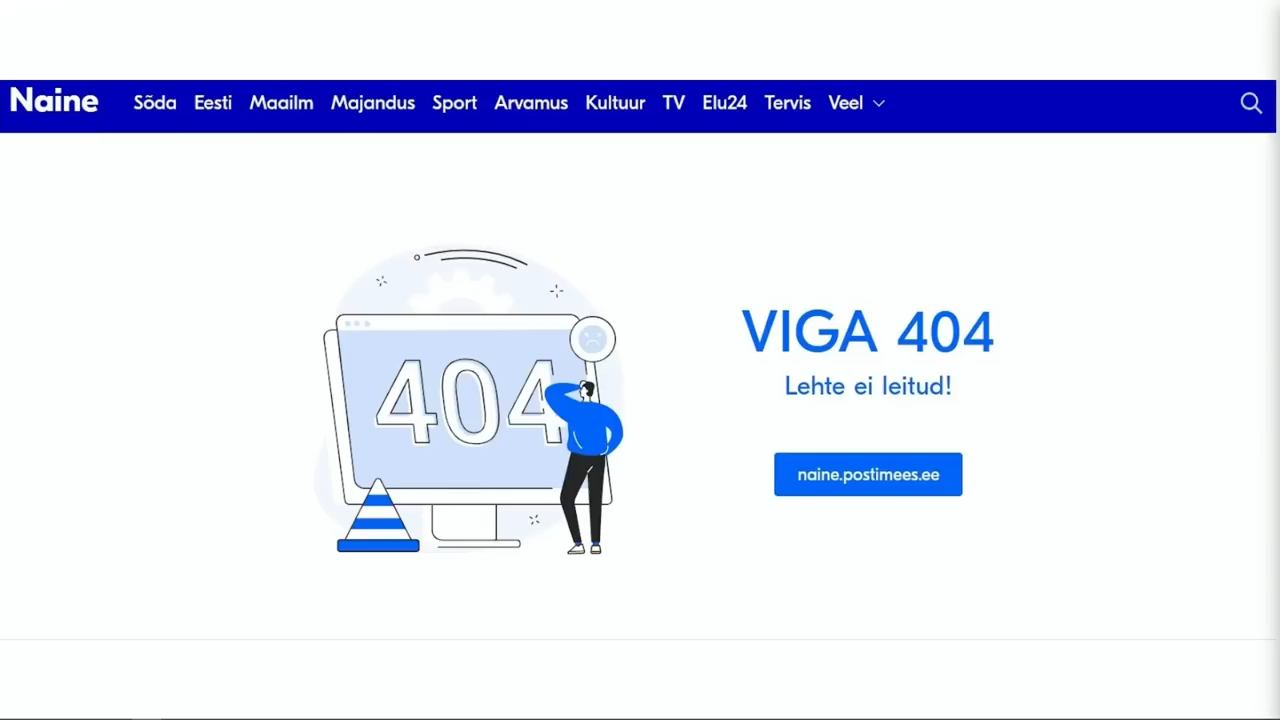 Naine Sõda Eesti Maailm Majandus Sport Arvamus Kultuur TV Elu24 Tervis Veel
404
VIGA 404
Lehte ei leitud!
naine.postimees.ee